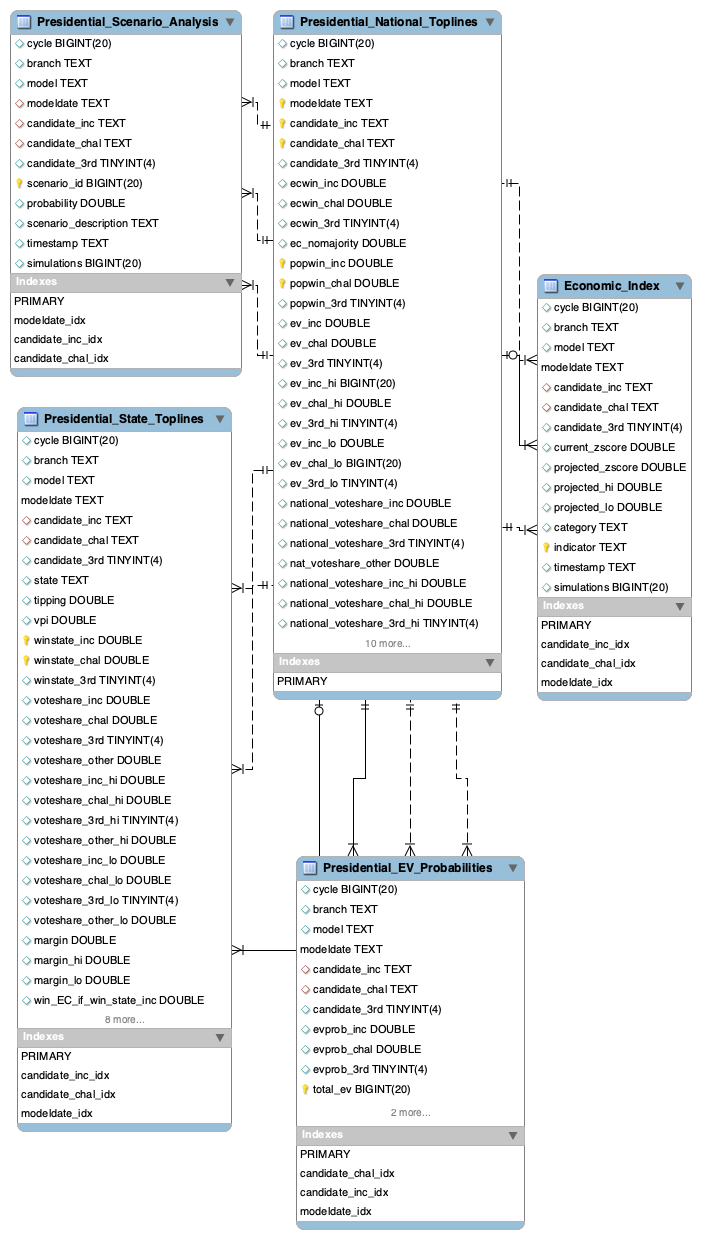 Presidential_Scenario_Analysis
cycle BIGINT(20)
branch TEXT
model TEXT
modeldate TEXT
candidate_inc TEXT
candidate_chal TEXT
candidate_3rd TINYINT(4)
scenario_id BIGINT(20)
probability DOUBLE
scenario_description TEXT
timestamp TEXT
simulations BIGINT(20)
Indexes
PRIMARY
modeldate_idx
candidate_inc_idx
candidate_chal_idx
Presidential_National_Toplines
cycle BIGINT(20)
branch TEXT
model TEXT
modeldate TEXT
candidate_inc TEXT
candidate_chal TEXT
candidate_3rd TINYINT(4)
ecwin_inc DOUBLE
ecwin_chal DOUBLE
ecwin_3rd TINYINT(4)
ec_nomajority DOUBLE
popwin_inc DOUBLE
popwin_chal DOUBLE
popwin_3rd TINYINT(4)
ev_inc DOUBLE
ev_chal DOUBLE
ev_3rd TINYINT(4)
ev_inc_hi BIGINT(20)
ev_chal_hi DOUBLE
ev_3rd_hi TINYINT(4)
ev_inc_lo DOUBLE
ev_chal_lo BIGINT(20)
ev_3rd_lo TINYINT(4)
national_voteshare_inc DOUBLE
national_voteshare_chal DOUBLE
national_voteshare_3rd TINYINT(4)
nat_voteshare_other DOUBLE
national_voteshare_inc_hi DOUBLE
national_voteshare_chal_hi DOUBLE
national_voteshare_3rd_hi TINYINT(4)
10 more...
Indexes
PRIMARY
Economic_Index
cycle BIGINT(20)
branch TEXT
model TEXT
modeldate TEXT
candidate_inc TEXT
candidate_chal TEXT
candidate_3rd TINYINT(4)
current_zscore DOUBLE
projected_zscore DOUBLE
projected_hi DOUBLE
projected_lo DOUBLE
category TEXT
indicator TEXT
timestamp TEXT
simulations BIGINT(20)
Indexes
PRIMARY
candidate_inc_idx
candidate_chal_idx
modeldate_idx
Presidential_State_Toplines
cycle BIGINT(20)
branch TEXT
model TEXT
modeldate TEXT
candidate_inc TEXT
candidate_chal TEXT
candidate_3rd TINYINT(4)
state TEXT
tipping DOUBLE
vpi DOUBLE
winstate_inc DOUBLE
winstate_chal DOUBLE
winstate_3rd TINYINT(4)
voteshare_inc DOUBLE
voteshare_chal DOUBLE
voteshare_3rd TINYINT(4)
voteshare_other DOUBLE
voteshare_inc_hi DOUBLE
voteshare_chal_hi DOUBLE
voteshare_3rd_hi TINYINT(4)
voteshare_other_hi DOUBLE
voteshare_inc_lo DOUBLE
voteshare_chal_lo DOUBLE
voteshare_3rd_lo TINYINT(4)
voteshare_other_lo DOUBLE
margin DOUBLE
margin_hi DOUBLE
margin_lo DOUBLE
win_EC_if_win_state_inc DOUBLE
8 more...
Indexes
PRIMARY
candidate_inc_idx
candidate_chal_idx
modeldate_idx
Presidential_EV_Probabilities
cycle BIGINT(20)
branch TEXT
model TEXT
modeldate TEXT
candidate_inc TEXT
candidate_chal TEXT
candidate_3rd TINYINT(4)
evprob_inc DOUBLE
evprob_chal DOUBLE
evprob_3rd TINYINT(4)
total_ev BIGINT(20)
2 more...
Indexes
PRIMARY
candidate_chal_idx
candidate_inc_idx
modeldate_idx